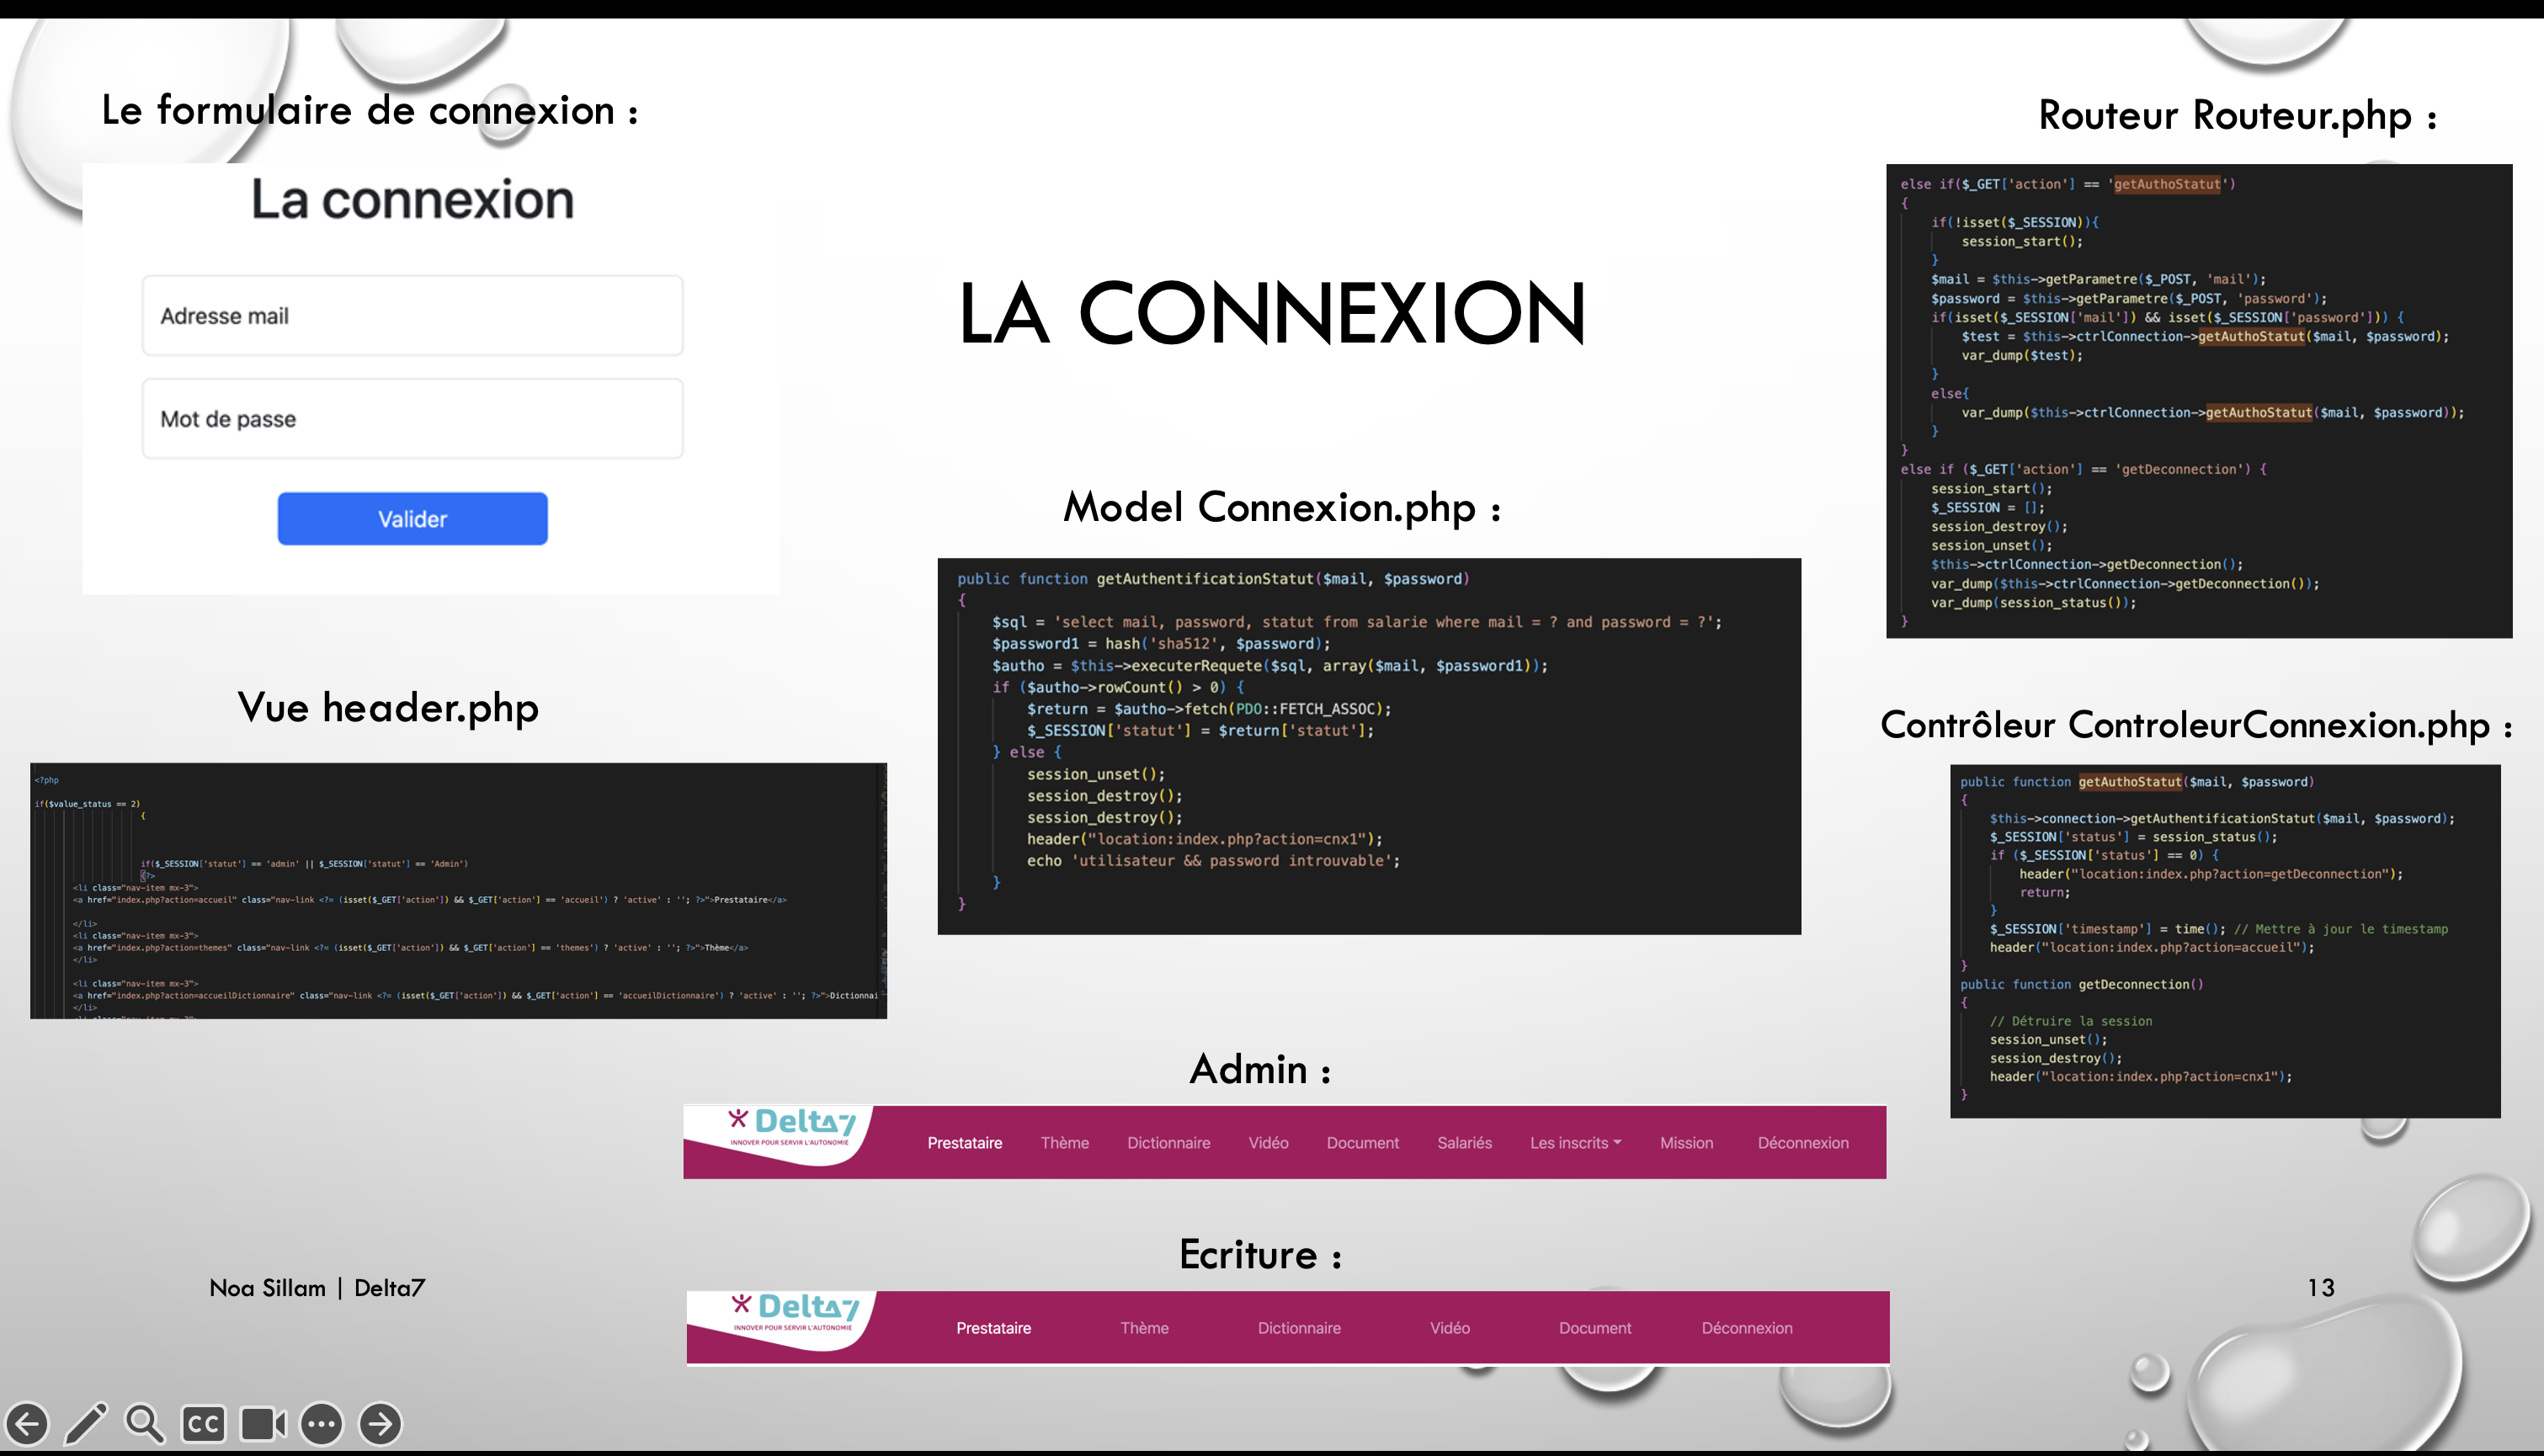 Le formulaire de connexion :
La connexion
Adresse mail
Mot de passe
Valider
LA CONNEXION
Routeur Routeur.php :
else if($_GET['action'] == 'getAuthoStatut')
{
if(!isset($_SESSION)){
session_start();
}
$mail = $this->getParametre($_POST, 'mail');
$password = $this->getParametre($_POST, 'password');
if(isset($_SESSION['mail']) && isset($_SESSION['password'])) {
$test = $this->ctrlConnection->getAuthoStatut($mail, $password);
var_dump($test);
}
else{
var_dump($this->ctrlConnection->getAuthoStatut($mail, $password));
}
}
else if ($_GET['action'] == 'getDeconnection') {
session_start();
$_SESSION = [];
session_destroy();
session_unset();
$this->ctrlConnection->getDeconnection();
var_dump($this->ctrlConnection->getDeconnection());
var_dump(session_status());
}
Model Connexion.php :
public function getAuthentificationStatut($mail, $password)
{
$sql = 'select mail, password, statut from salarie where mail = ? and password = ?';
$password1 = hash('sha512', $password);
$autho = $this->executerRequete($sql, array($mail, $password1));
if ($autho->rowCount() > 0) {
$return = $autho->fetch(PDO::FETCH_ASSOC);
$_SESSION['statut'] = $return['statut'];
} else {
session_unset();
session_destroy();
session_destroy();
header("location:index.php?action=cnx1");
echo 'utilisateur && password introuvable';
}
}
Vue header.php
<?php
if($value_status == 2)
{
if($_SESSION['statut'] == 'admin' || $_SESSION['statut'] == 'Admin')
{?>
<li class="nav-item mx-3">
<a href="index.php?action=accueil" class="nav-link <?= (isset($_GET['action']) && $_GET['action'] == 'accueil') ? 'active' : ''; ?>">Prestataire</a>
</li>
<li class="nav-item mx-3">
<a href="index.php?action=themes" class="nav-link <?= (isset($_GET['action']) && $_GET['action'] == 'themes') ? 'active' : ''; ?>">Thème</a>
</li>
<li class="nav-item mx-3">
<a href="index.php?action=accueilDictionnaire" class="nav-link <?= (isset($_GET['action']) && $_GET['action'] == 'accueilDictionnaire') ? 'active' : ''; ?>">Dictionnai
</li>
Contrôleur ControleurConnexion.php :
public function getAuthoStatut($mail, $password)
{
$this->connection->getAuthentificationStatut($mail, $password);
$_SESSION['status'] = session_status();
if ($_SESSION['status'] == 0) {
header("location:index.php?action=getDeconnection");
return;
}
$_SESSION['timestamp'] = time(); // Mettre à jour le timestamp
header("location:index.php?action=accueil");
}
public function getDeconnection()
{
// Détruire la session
session_unset();
session_destroy();
header("location:index.php?action=cnx1");
}
Admin :
Delta7
INNOVER POUR SERVIR L'AUTONOMIE
Prestataire Thème Dictionnaire Vidéo Document Salariés Les inscrits Mission Déconnexion
Ecriture :
Delta7
INNOVER POUR SERVIR L'AUTONOMIE
Prestataire Thème Dictionnaire Vidéo Document Déconnexion
Noa Sillam | Delta7
13
CC